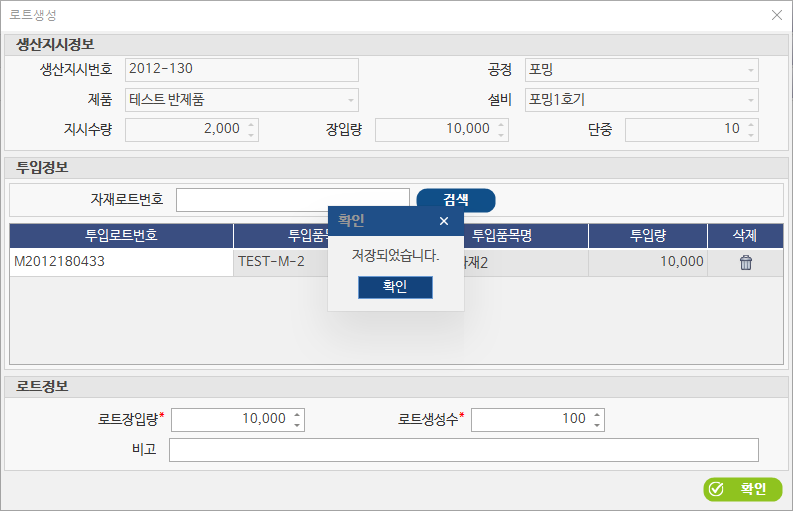 로트생성
생산지시정보
생산지시번호 2012-130 공정 포밍
제품 테스트 반제품 설비 포밍1호기
지시수량 2,000 장입량 10,000 단중 10
투입정보
자재로트번호 검색
확인
투입로트번호 투입품 투입품목명 투입량 삭제
저장되었습니다.
M2012180433 TEST-M-2 재2 10,000
확인
로트정보
로트장입량* 10,000 로트생성수* 100
비고
확인